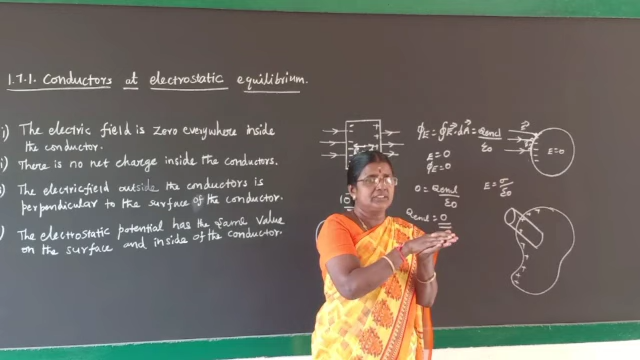 1.7.1. Conductors at electrostatic equilibrium.
i) The electric field is zero everywhere inside
the conductor.
i) There is no net charge inside the conductors.
) The electric field outside the conductors is
perpendicular to the surface of the conductor.
) The electrostatic potential has the same value
on the surface and inside of the conductor.
- +
ϕE = ∮E⃗.dA⃗ = Qencl/ε0
E = 0
ϕE = 0
0 = Qencl/ε0
Qencl = 0
E⃗
E=0
E = σ/ε0